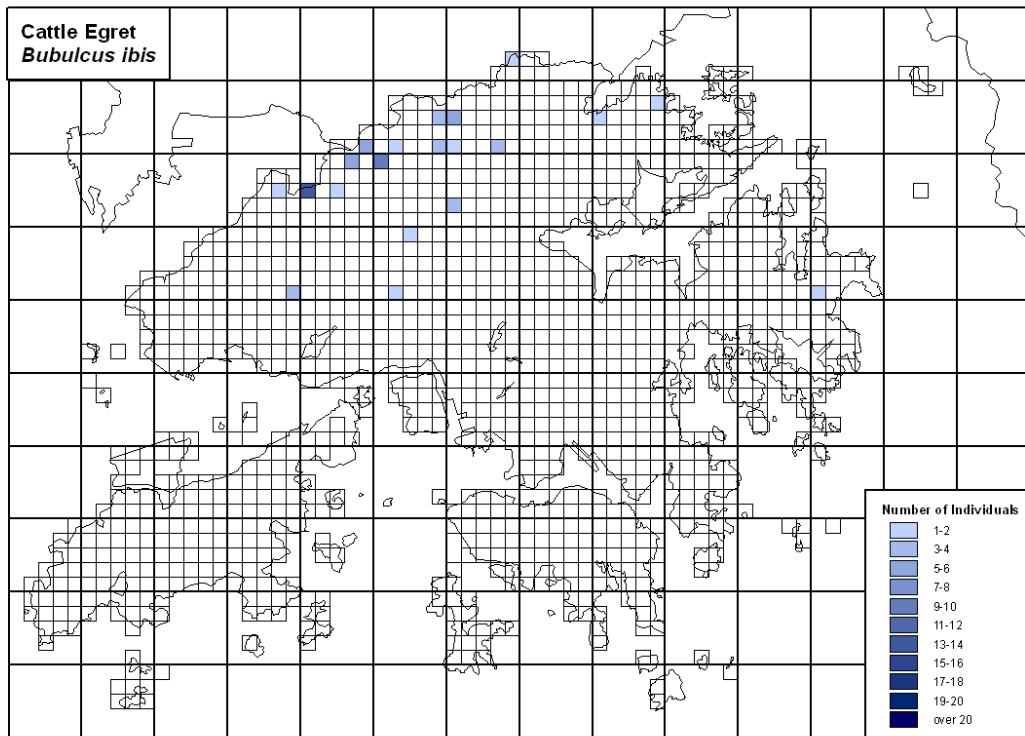 Cattle Egret
Bubulcus ibis
Number of Individuals
1-2
3-4
5-6
7-8
9-10
11-12
13-14
15-16
17-18
19-20
over 20